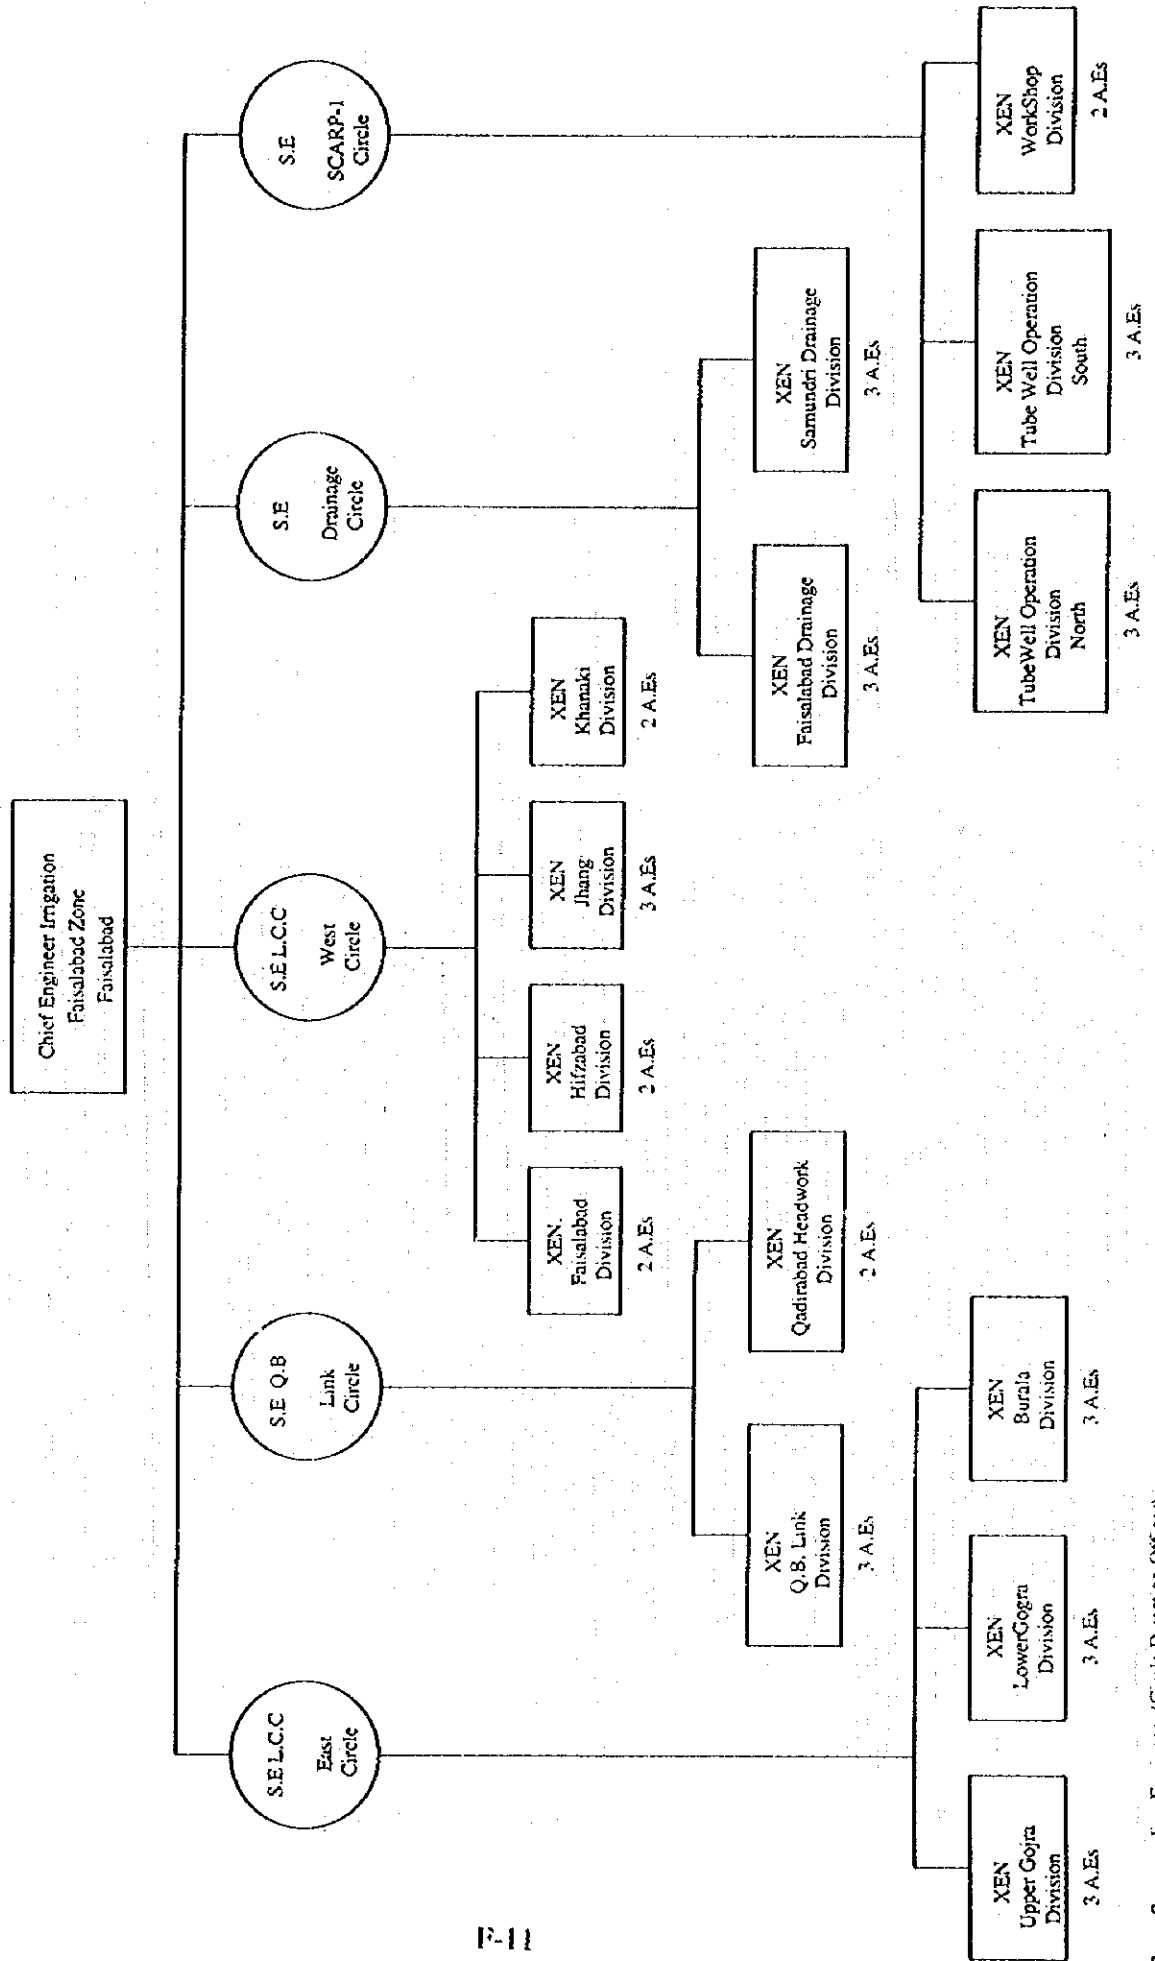 Chief Engineer Irrigation
Faisalabad Zone
Faisalabad
S.E L.C.C
East
Circle
S.E Q.B
Link
Circle
S.E L.C.C
West
Circle
S.E
Drainage
Circle
S.E
SCARP-1
Circle
XEN.
Faisalabad
Division
2 A.Es
XEN
Hifzabad
Division
2 A.Es
XEN
Jhang
Division
3 A.Es
XEN
Khanaki
Division
2 A.Es
XEN
Q.B. Link
Division
3 A.Es
XEN
Qadirabad Headwork
Division
2 A.Es
XEN
Faisalabad Drainage
Division
3 A.Es
XEN
Samundri Drainage
Division
3 A.Es
XEN
Upper Gojra
Division
3 A.Es
XEN
LowerGogra
Division
3 A.Es
XEN
Burala
Division
3 A.Es
XEN
TubeWell Operation
Division
North
3 A.Es
XEN
Tube Well Operation
Division
South
3 A.Es
XEN
WorkShop
Division
2 A.Es
F-11